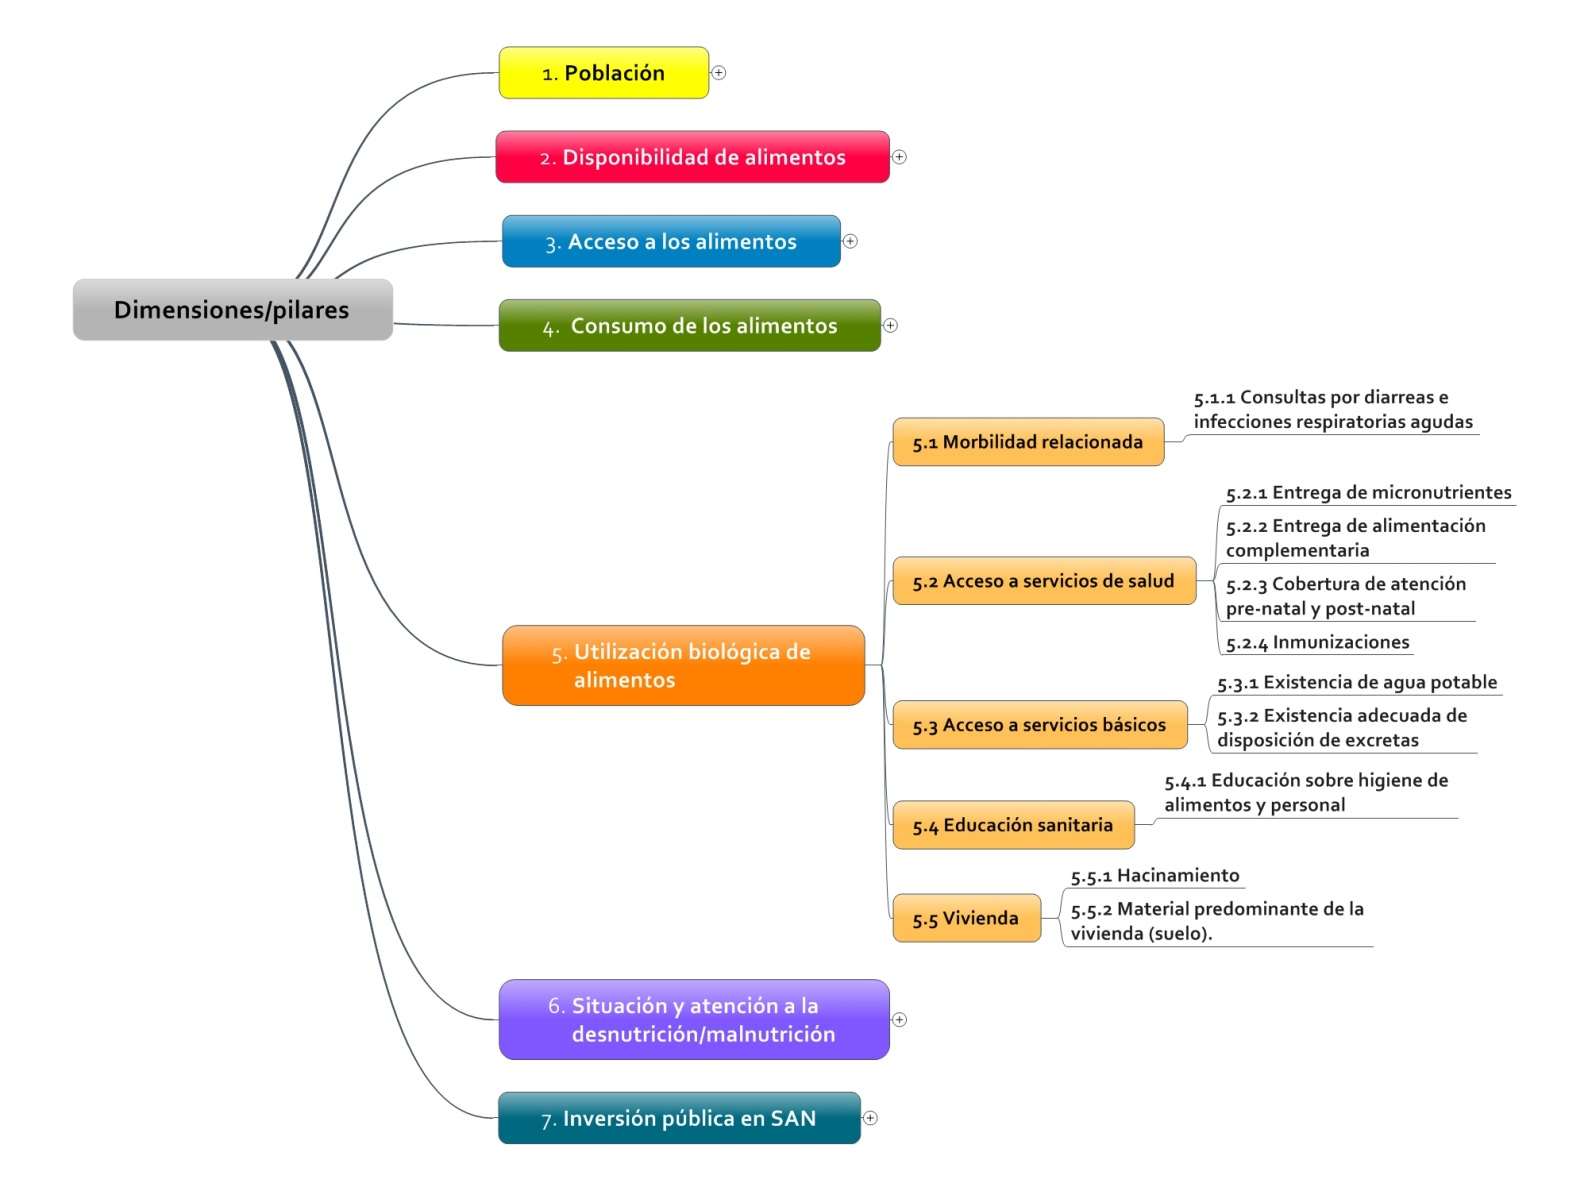 1. Población
2. Disponibilidad de alimentos
3. Acceso a los alimentos
Dimensiones/pilares
4. Consumo de los alimentos
5. Utilización biológica de
alimentos
5.1 Morbilidad relacionada
5.1.1 Consultas por diarreas e
infecciones respiratorias agudas
5.2 Acceso a servicios de salud
5.2.1 Entrega de micronutrientes
5.2.2 Entrega de alimentación
complementaria
5.2.3 Cobertura de atención
pre-natal y post-natal
5.2.4 Inmunizaciones
5.3 Acceso a servicios básicos
5.3.1 Existencia de agua potable
5.3.2 Existencia adecuada de
disposición de excretas
5.4 Educación sanitaria
5.4.1 Educación sobre higiene de
alimentos y personal
5.5 Vivienda
5.5.1 Hacinamiento
5.5.2 Material predominante de la
vivienda (suelo).
6. Situación y atención a la
desnutrición/malnutrición
7. Inversión pública en SAN